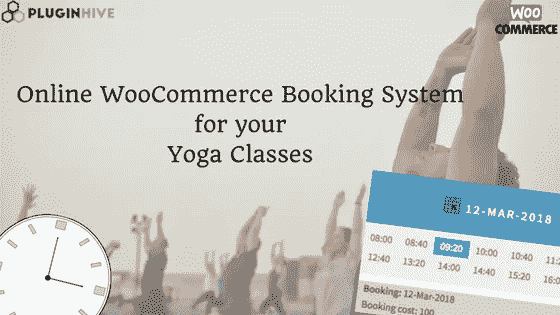 PLUGINHIVE
WOO
COMMERCE
Online WooCommerce Booking System
for your
Yoga Classes
12-MAR-2018
08:00 08:40 09:20 10:00 10:40
12:40 13:20 14:00 14:40 15:20 16:0
Booking: 12-Mar-2018
Booking cost: 100